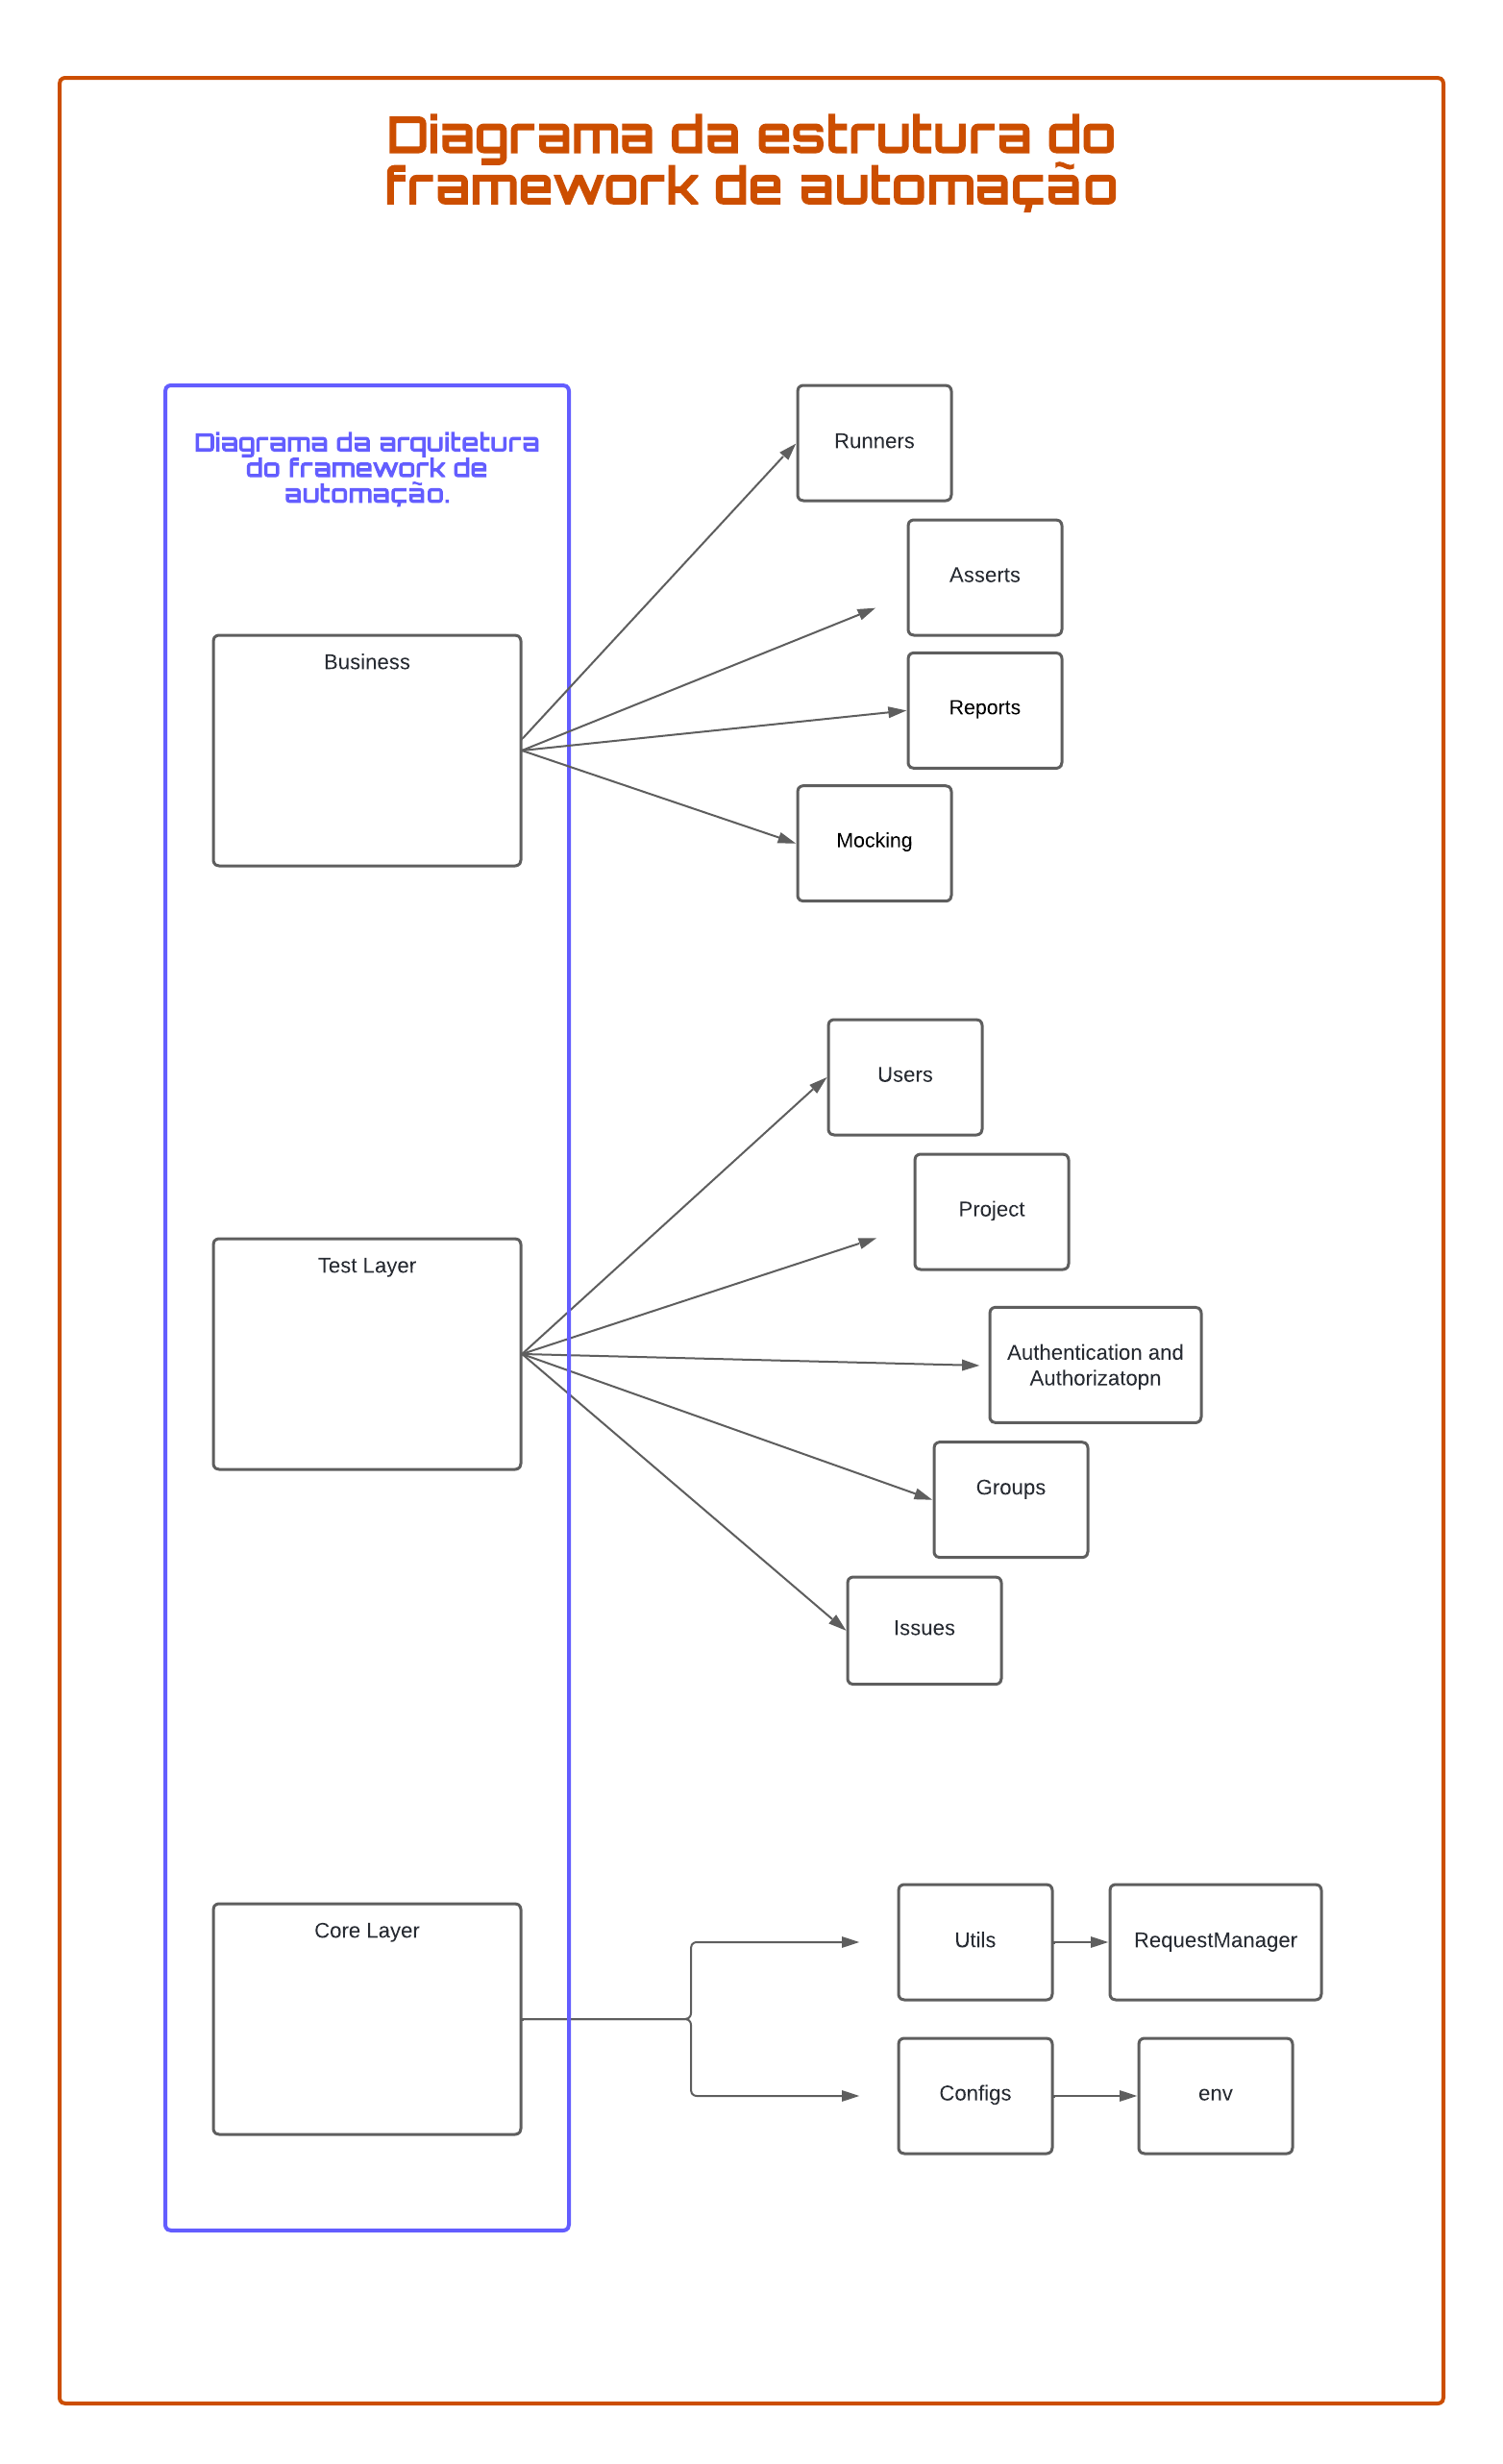 Diagrama da estrutura do
framework de automação
Diagrama da arquitetura
do framework de
automação.
Runners
Asserts
Business
Reports
Mocking
Users
Project
Test Layer
Authentication and
Authorizatopn
Groups
Issues
Core Layer
Utils
RequestManager
Configs
env